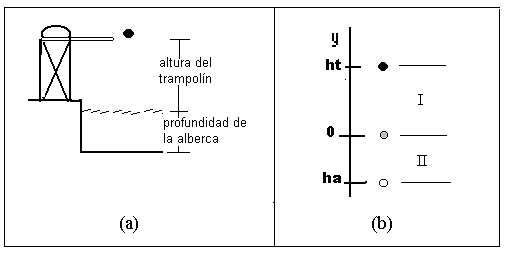 altura del
trampolín
profundidad de
la alberca
(a)
y
ht
I
0
II
ha
(b)